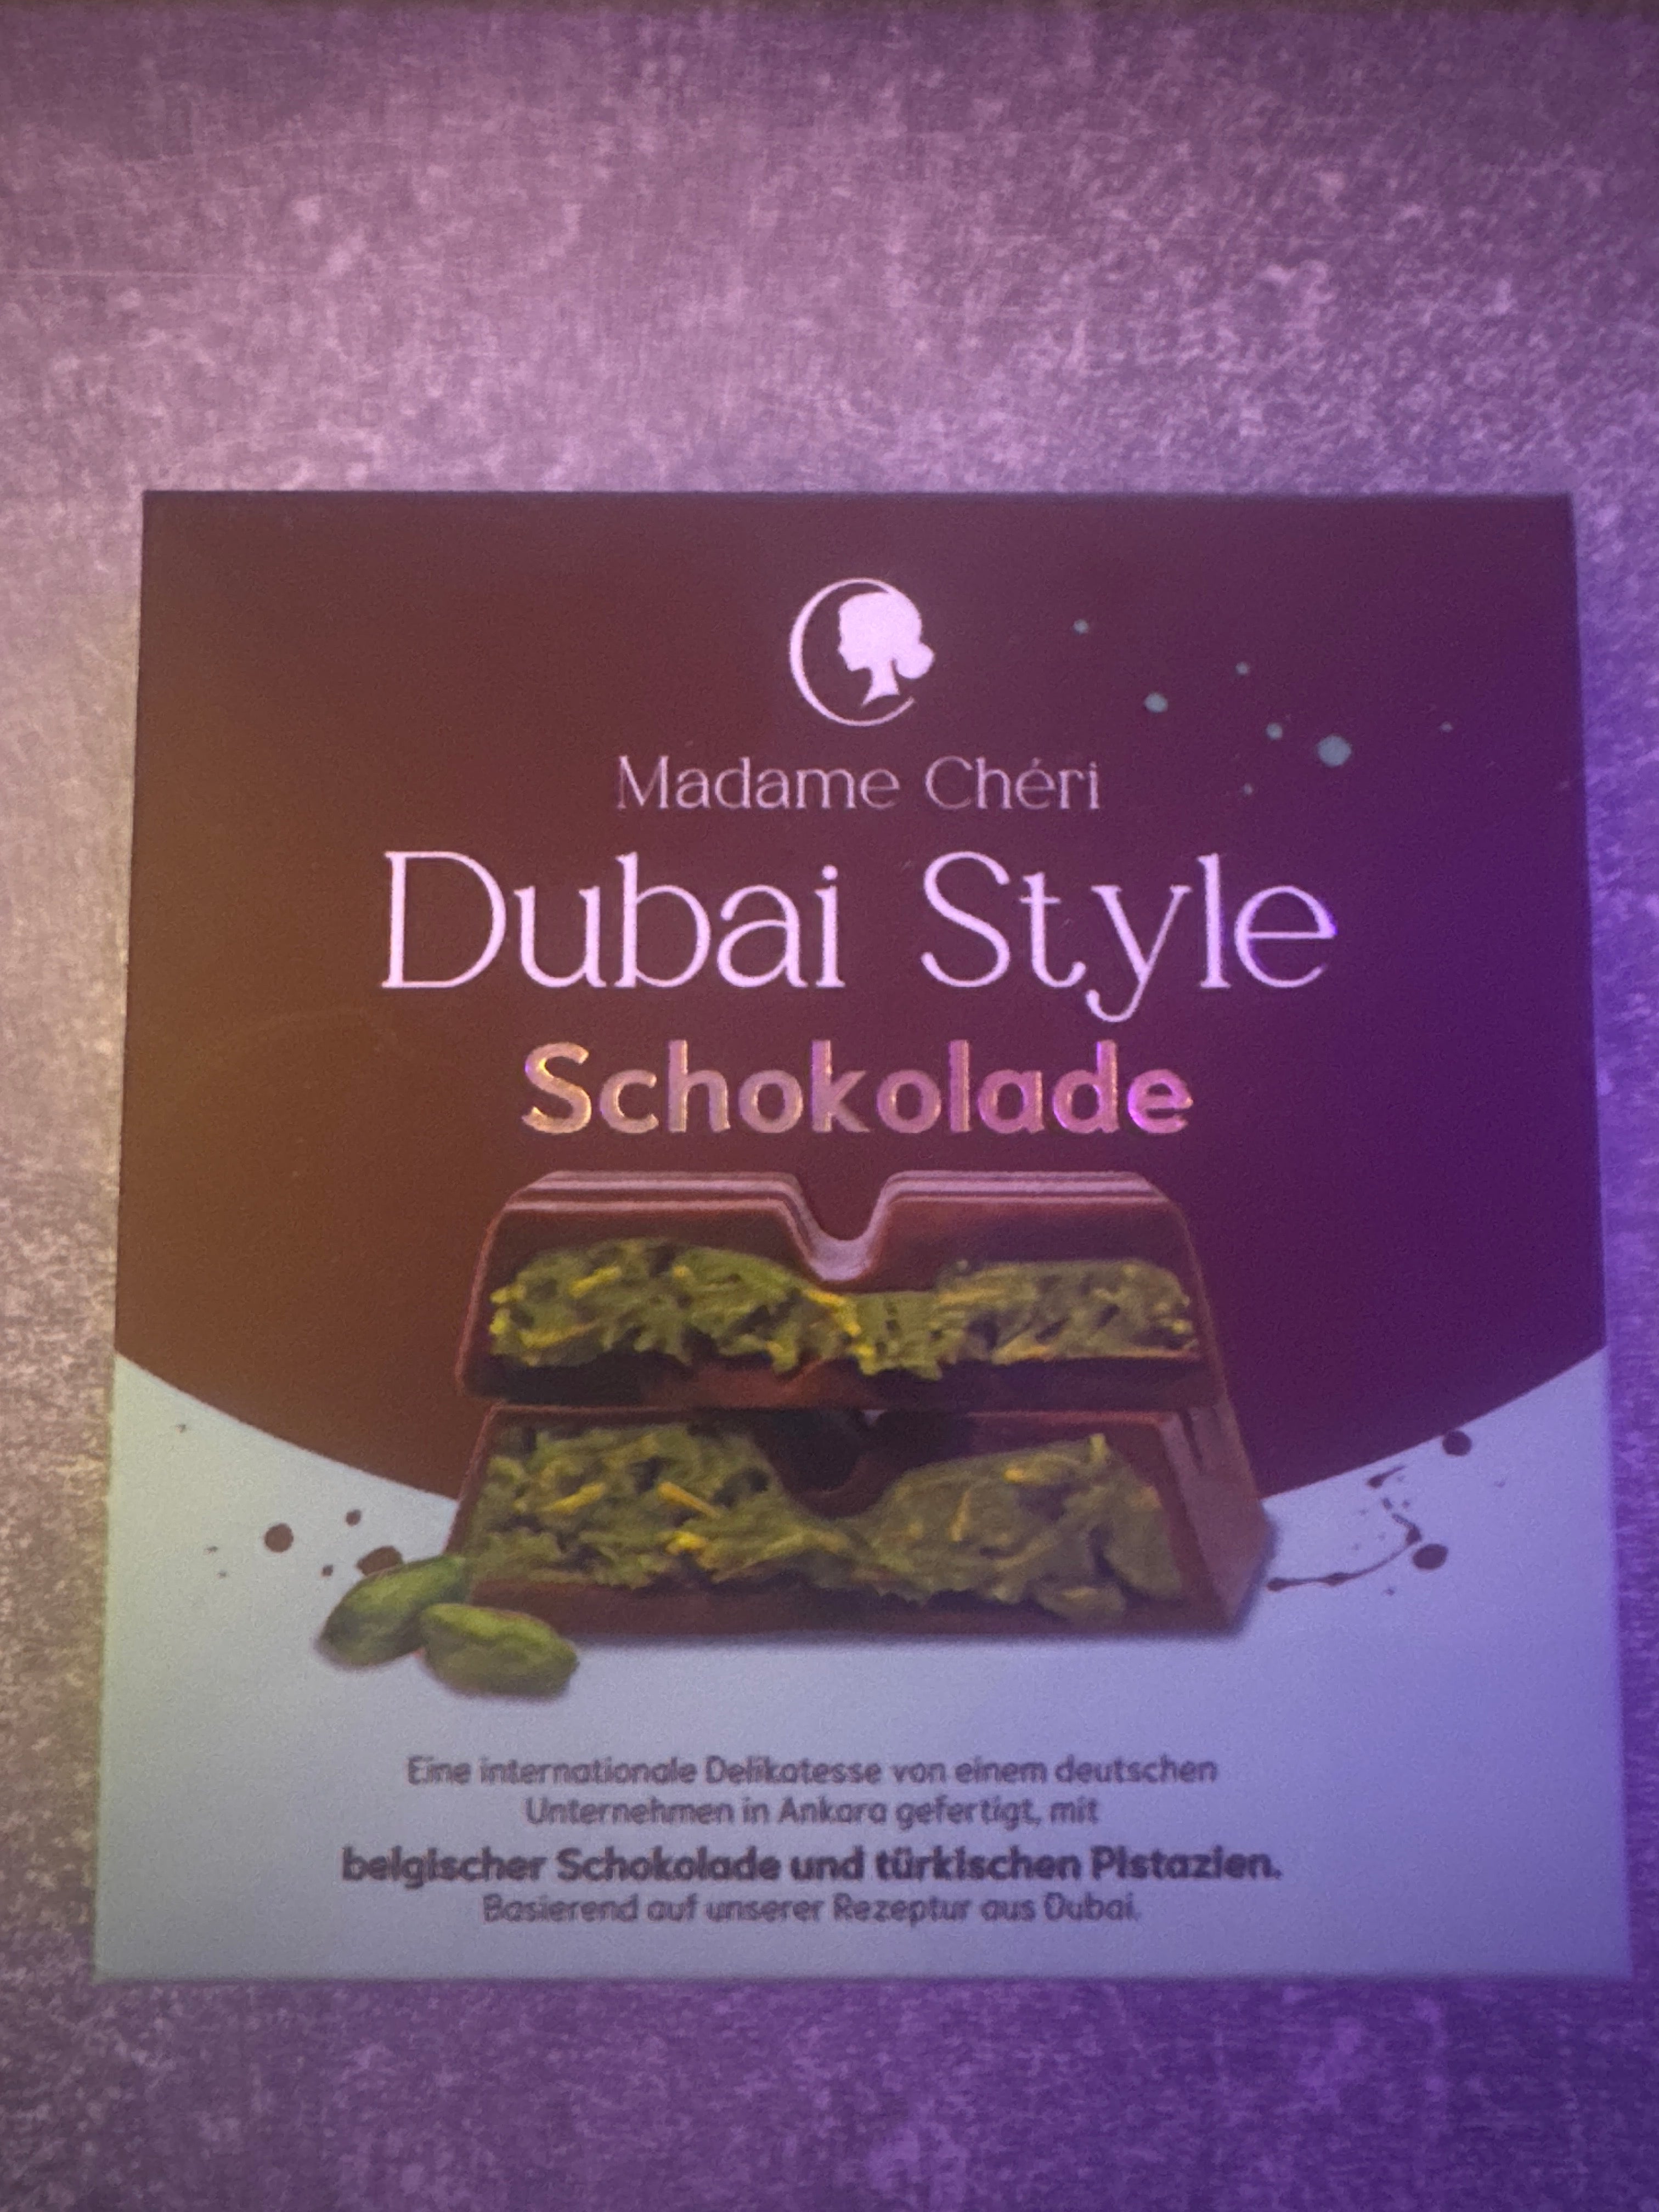 Madame Chéri
Dubai Style
Schokolade
Eine internationale Delikatesse von einem deutschen
Unternehmen in Ankara gefertigt, mit
belgischer Schokolade und türkischen Pistazien.
Basierend auf unserer Rezeptur aus Dubai.